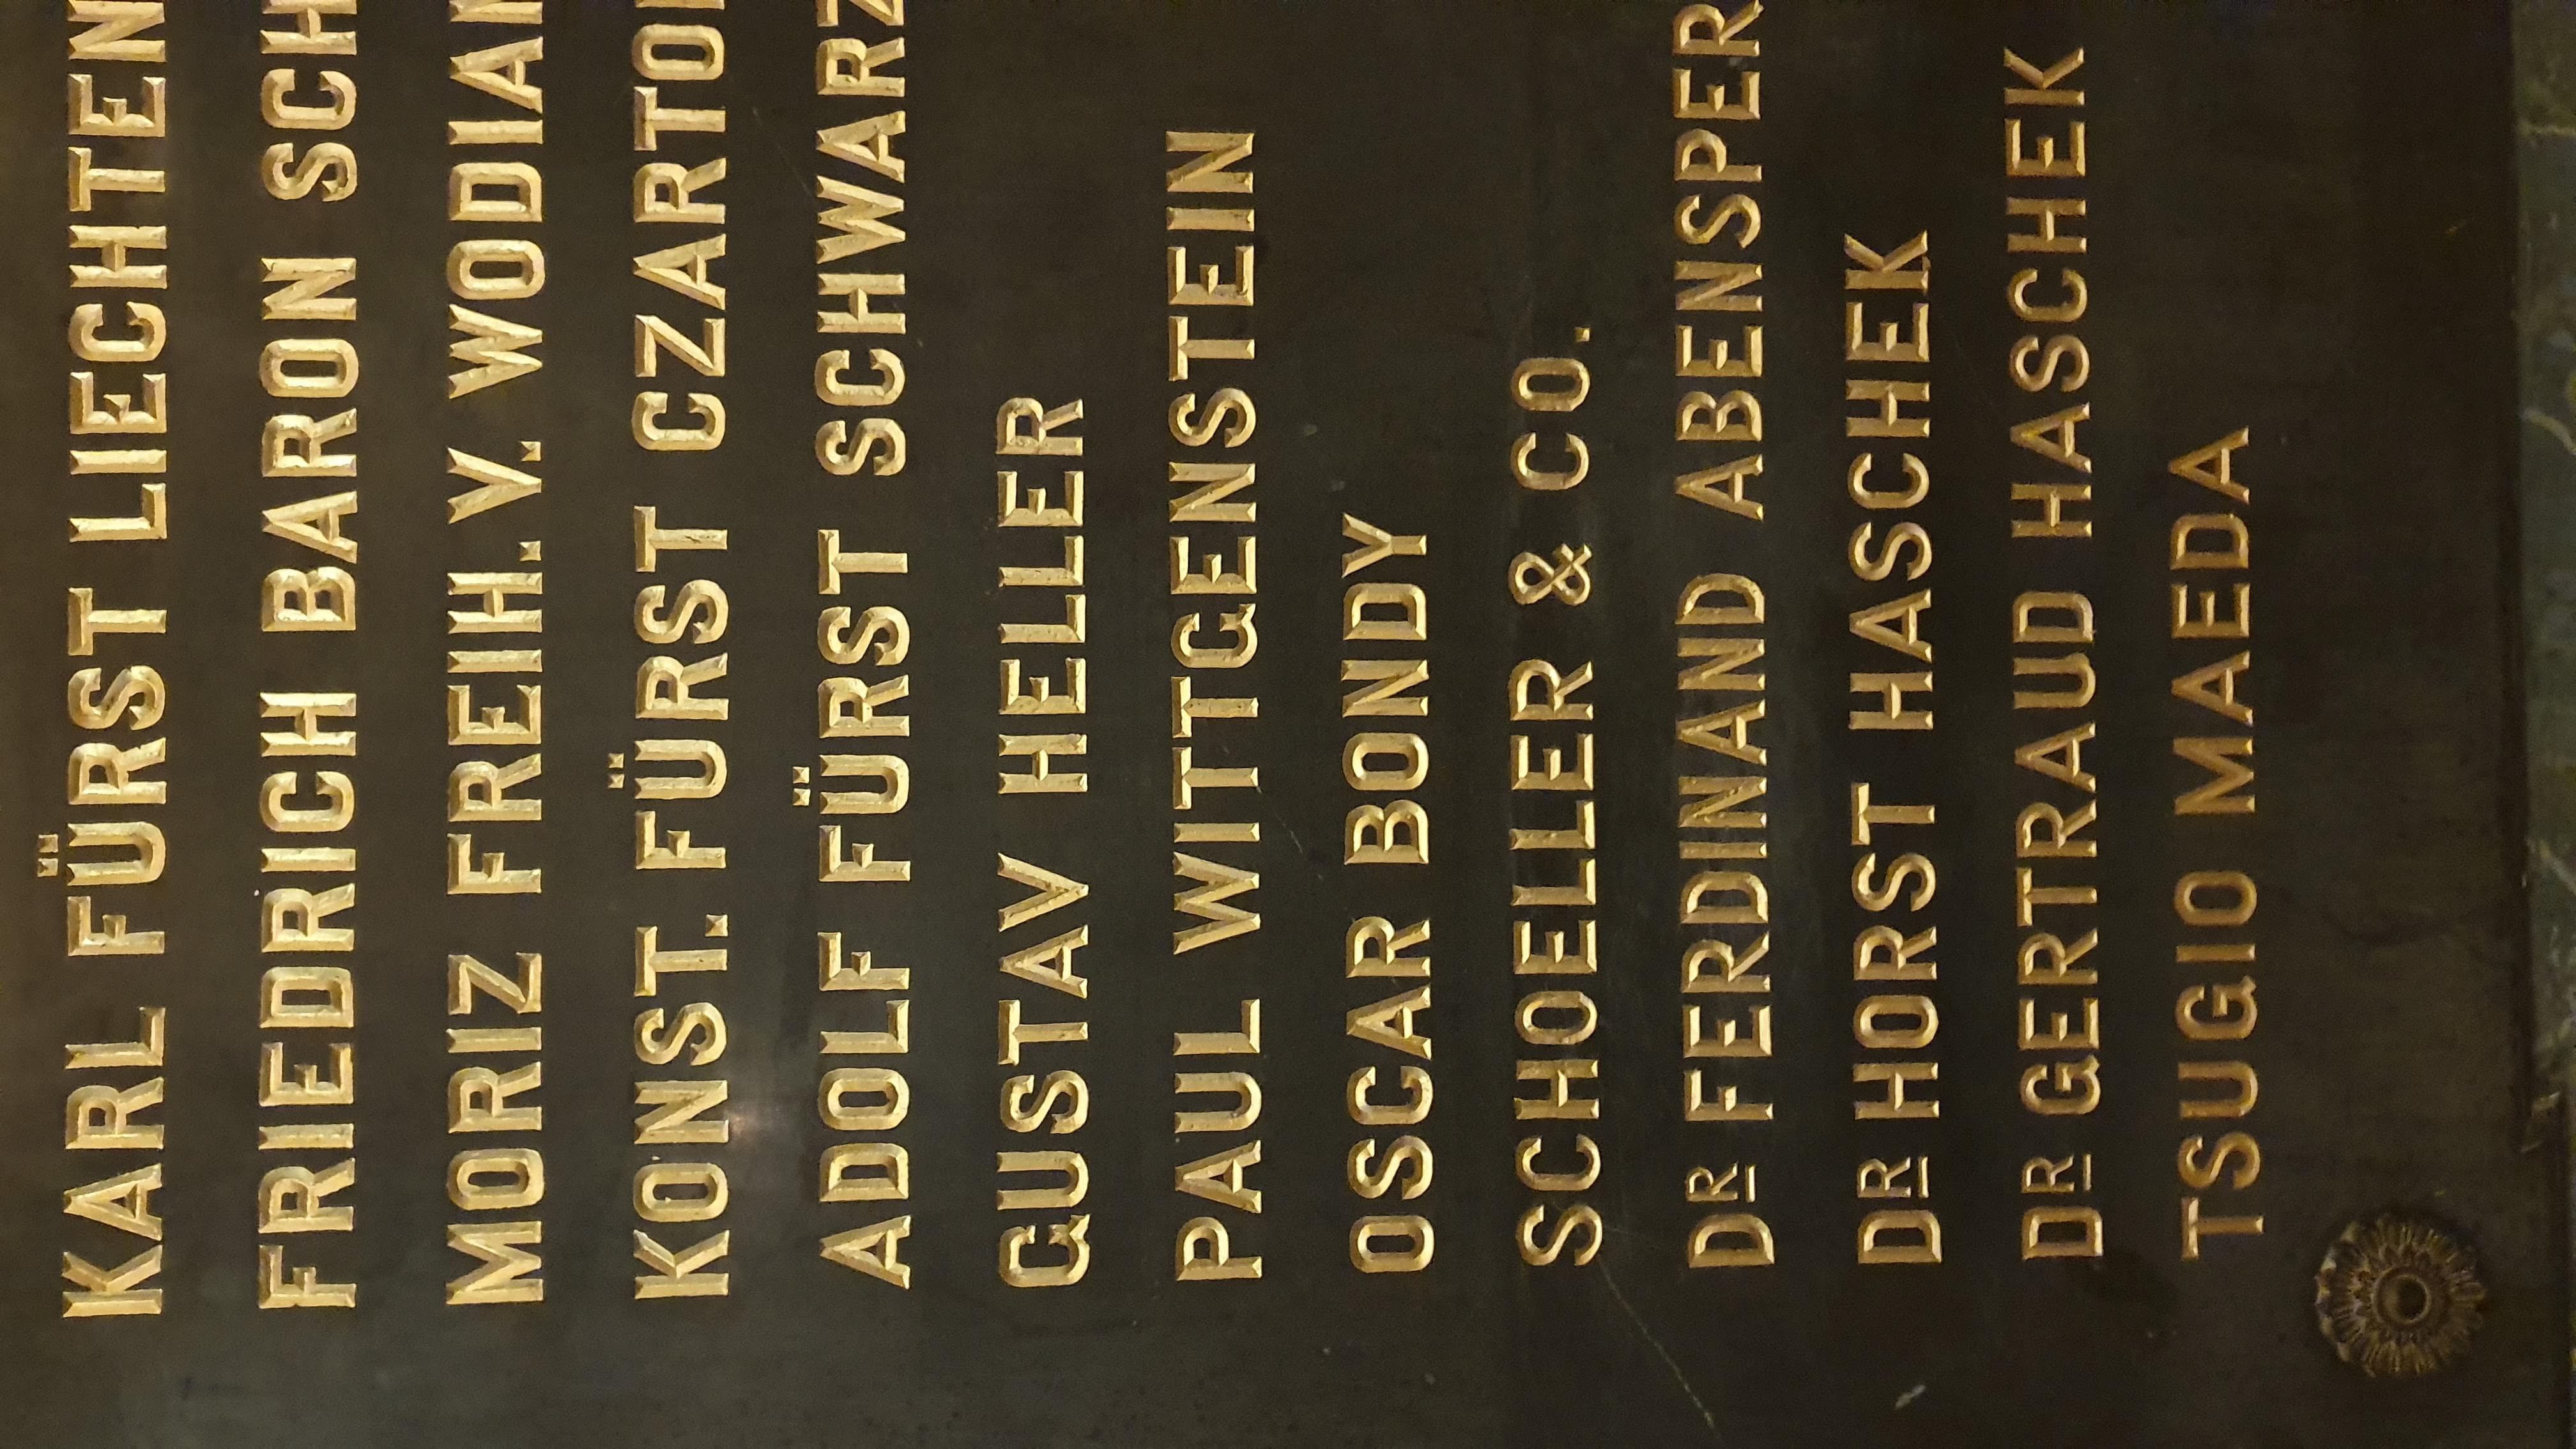 KARL FÜRST LIECHTEN
FRIEDRICH BARON SCH
MORIZ FREIH. V. WODIAN
KONST. FÜRST CZARTOR
ADOLF FÜRST SCHWARZ
GUSTAV HELLER
PAUL WITTGENSTEIN
OSCAR BONDY
SCHOELLER & CO.
DR FERDINAND ABENSPER
DR HORST HASCHEK
DR GERTRAUD HASCHEK
TSUGIO MAEDA